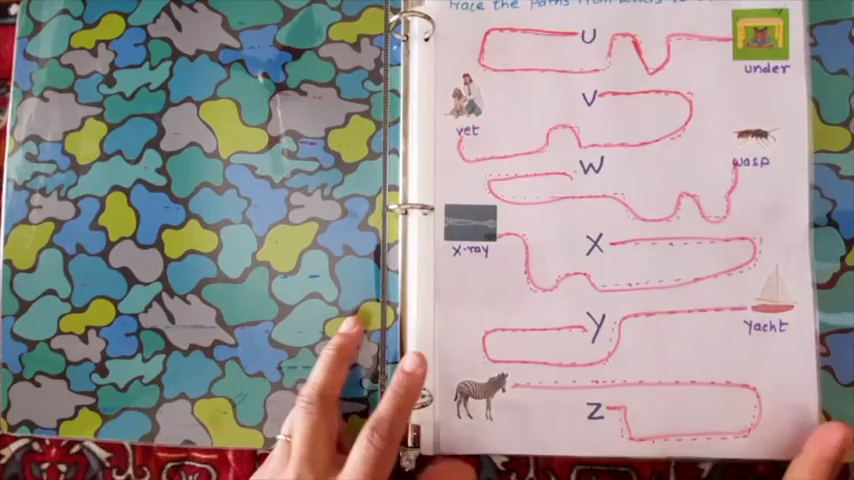 Trace the paths from letters to
U
under
V
vet
W
wasp
X
x-ray
Y
yacht
Z